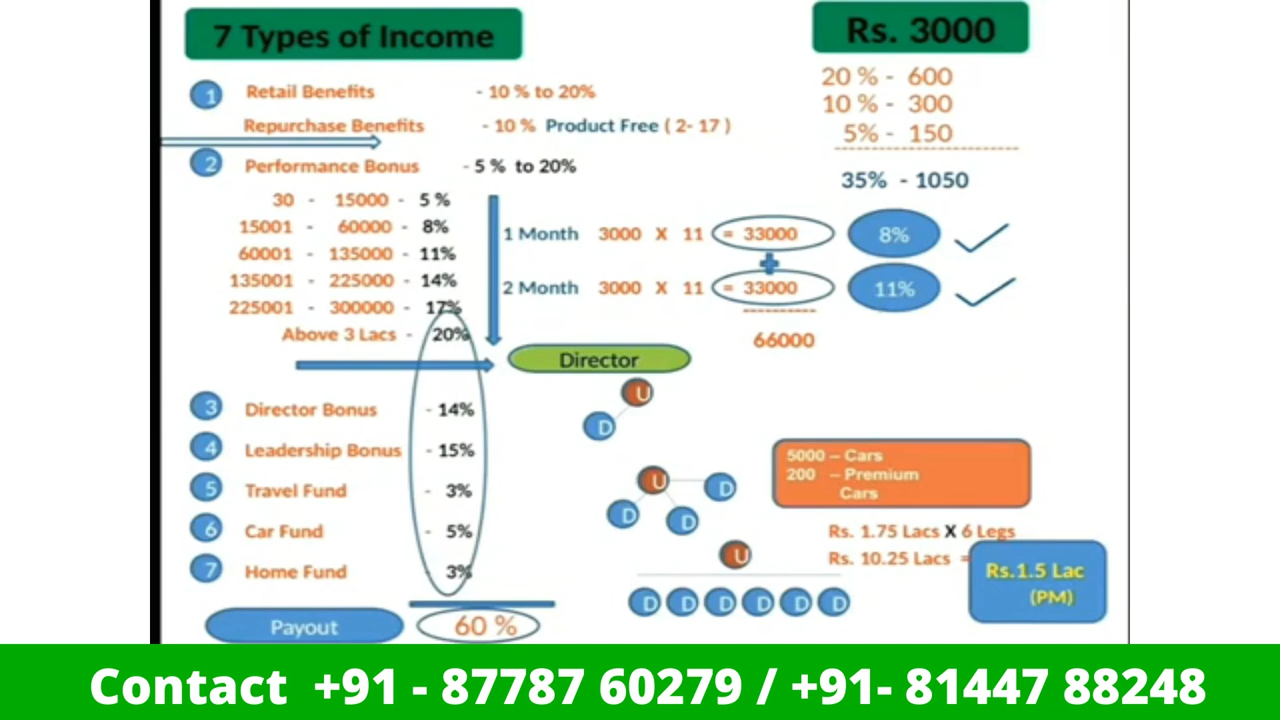 7 Types of Income
Rs. 3000
1 Retail Benefits - 10 % to 20%
Repurchase Benefits - 10 % Product Free ( 2- 17 )
2 Performance Bonus - 5 % to 20%
30 - 15000 - 5 %
15001 - 60000 - 8%
60001 - 135000 - 11%
135001 - 225000 - 14%
225001 - 300000 - 17%
Above 3 Lacs - 20%
20 % - 600
10 % - 300
5% - 150
35% - 1050
1 Month 3000 X 11 = 33000 8%
+
2 Month 3000 X 11 = 33000 11%
66000
Director
U
D
3 Director Bonus - 14%
4 Leadership Bonus - 15%
5 Travel Fund - 3%
6 Car Fund - 5%
7 Home Fund - 3%
Payout 60 %
U D
D D
U
D D D D D D
5000 – Cars
200 – Premium
Cars
Rs. 1.75 Lacs X 6 Legs
Rs. 10.25 Lacs =
Rs.1.5 Lac
(PM)
Contact +91 - 87787 60279 / +91- 81447 88248